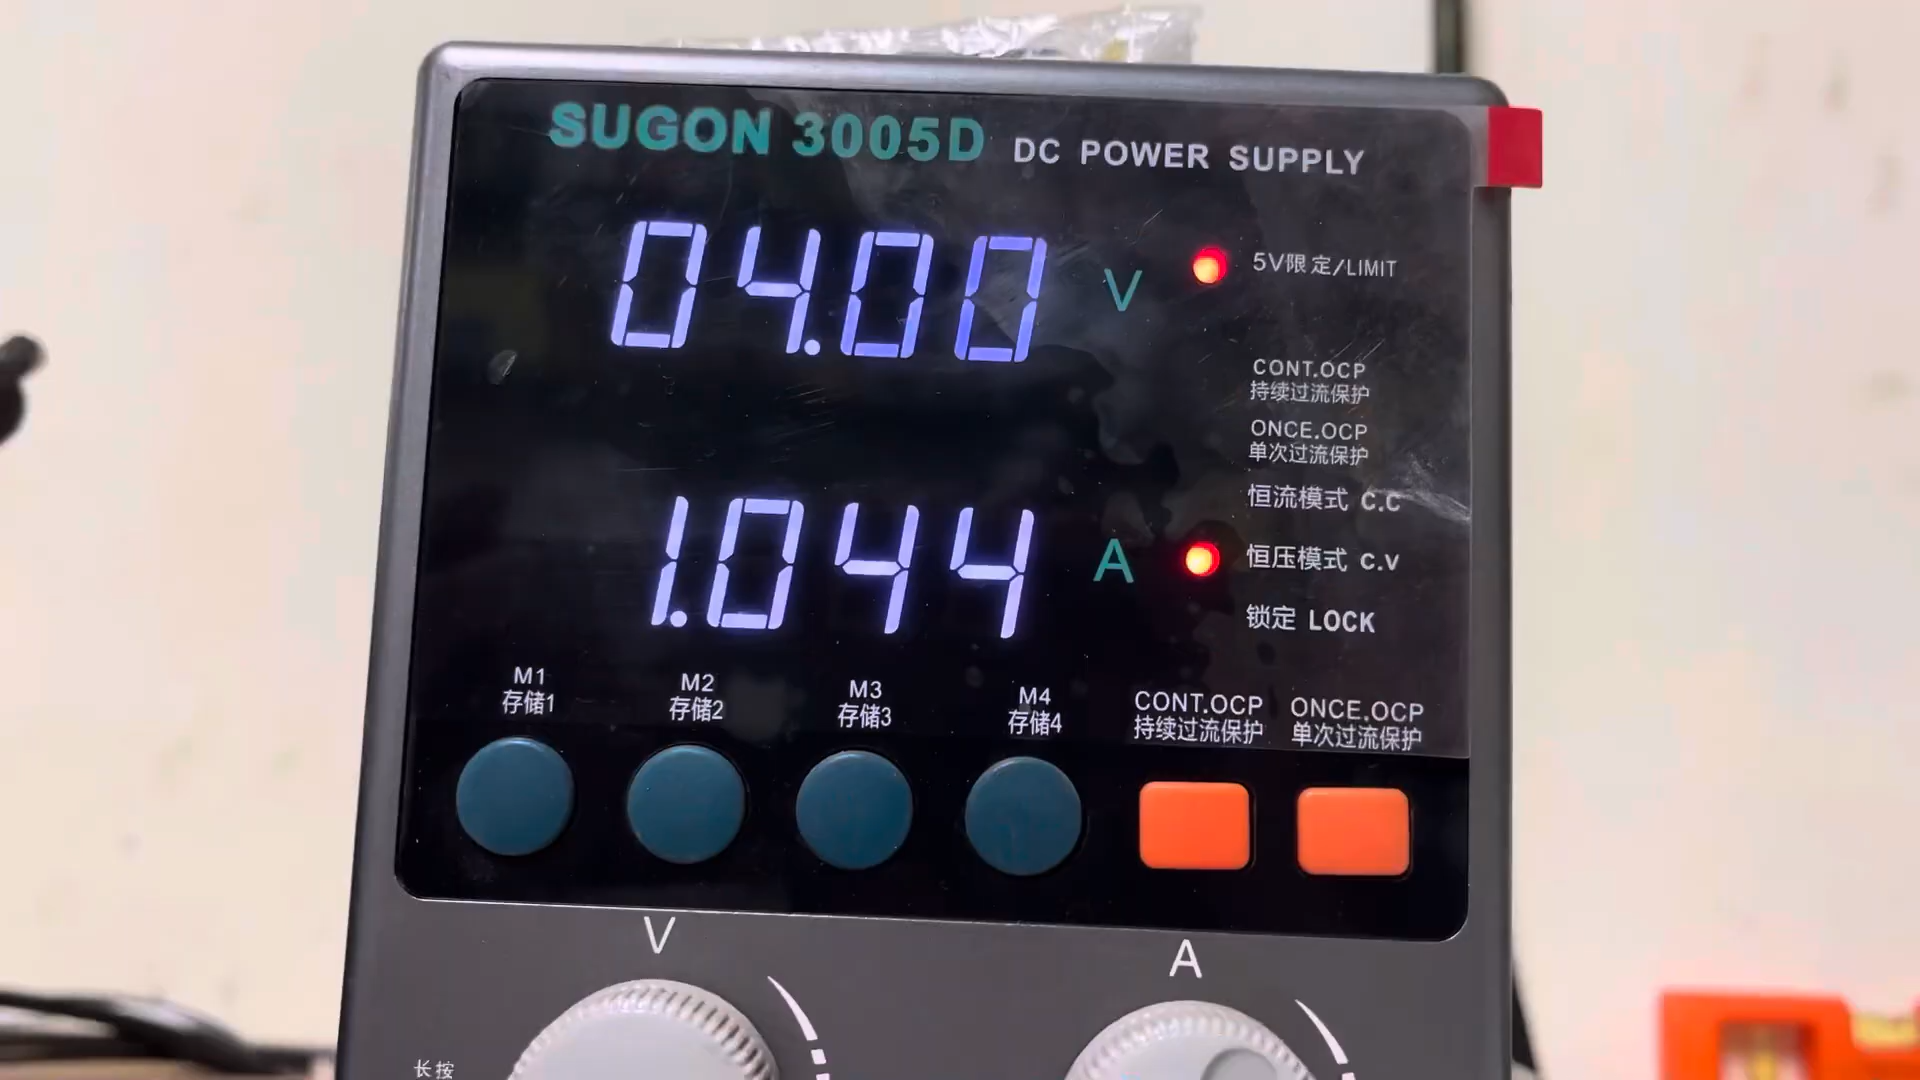 SUGON 3005D DC POWER SUPPLY
04.00 V
5V限定/LIMIT
CONT.OCP
持续过流保护
ONCE.OCP
单次过流保护
恒流模式 C.C
1.044 A
恒压模式 C.V
锁定 LOCK
M1
存储1
M2
存储2
M3
存储3
M4
存储4
CONT.OCP
持续过流保护
ONCE.OCP
单次过流保护
V
A
长按